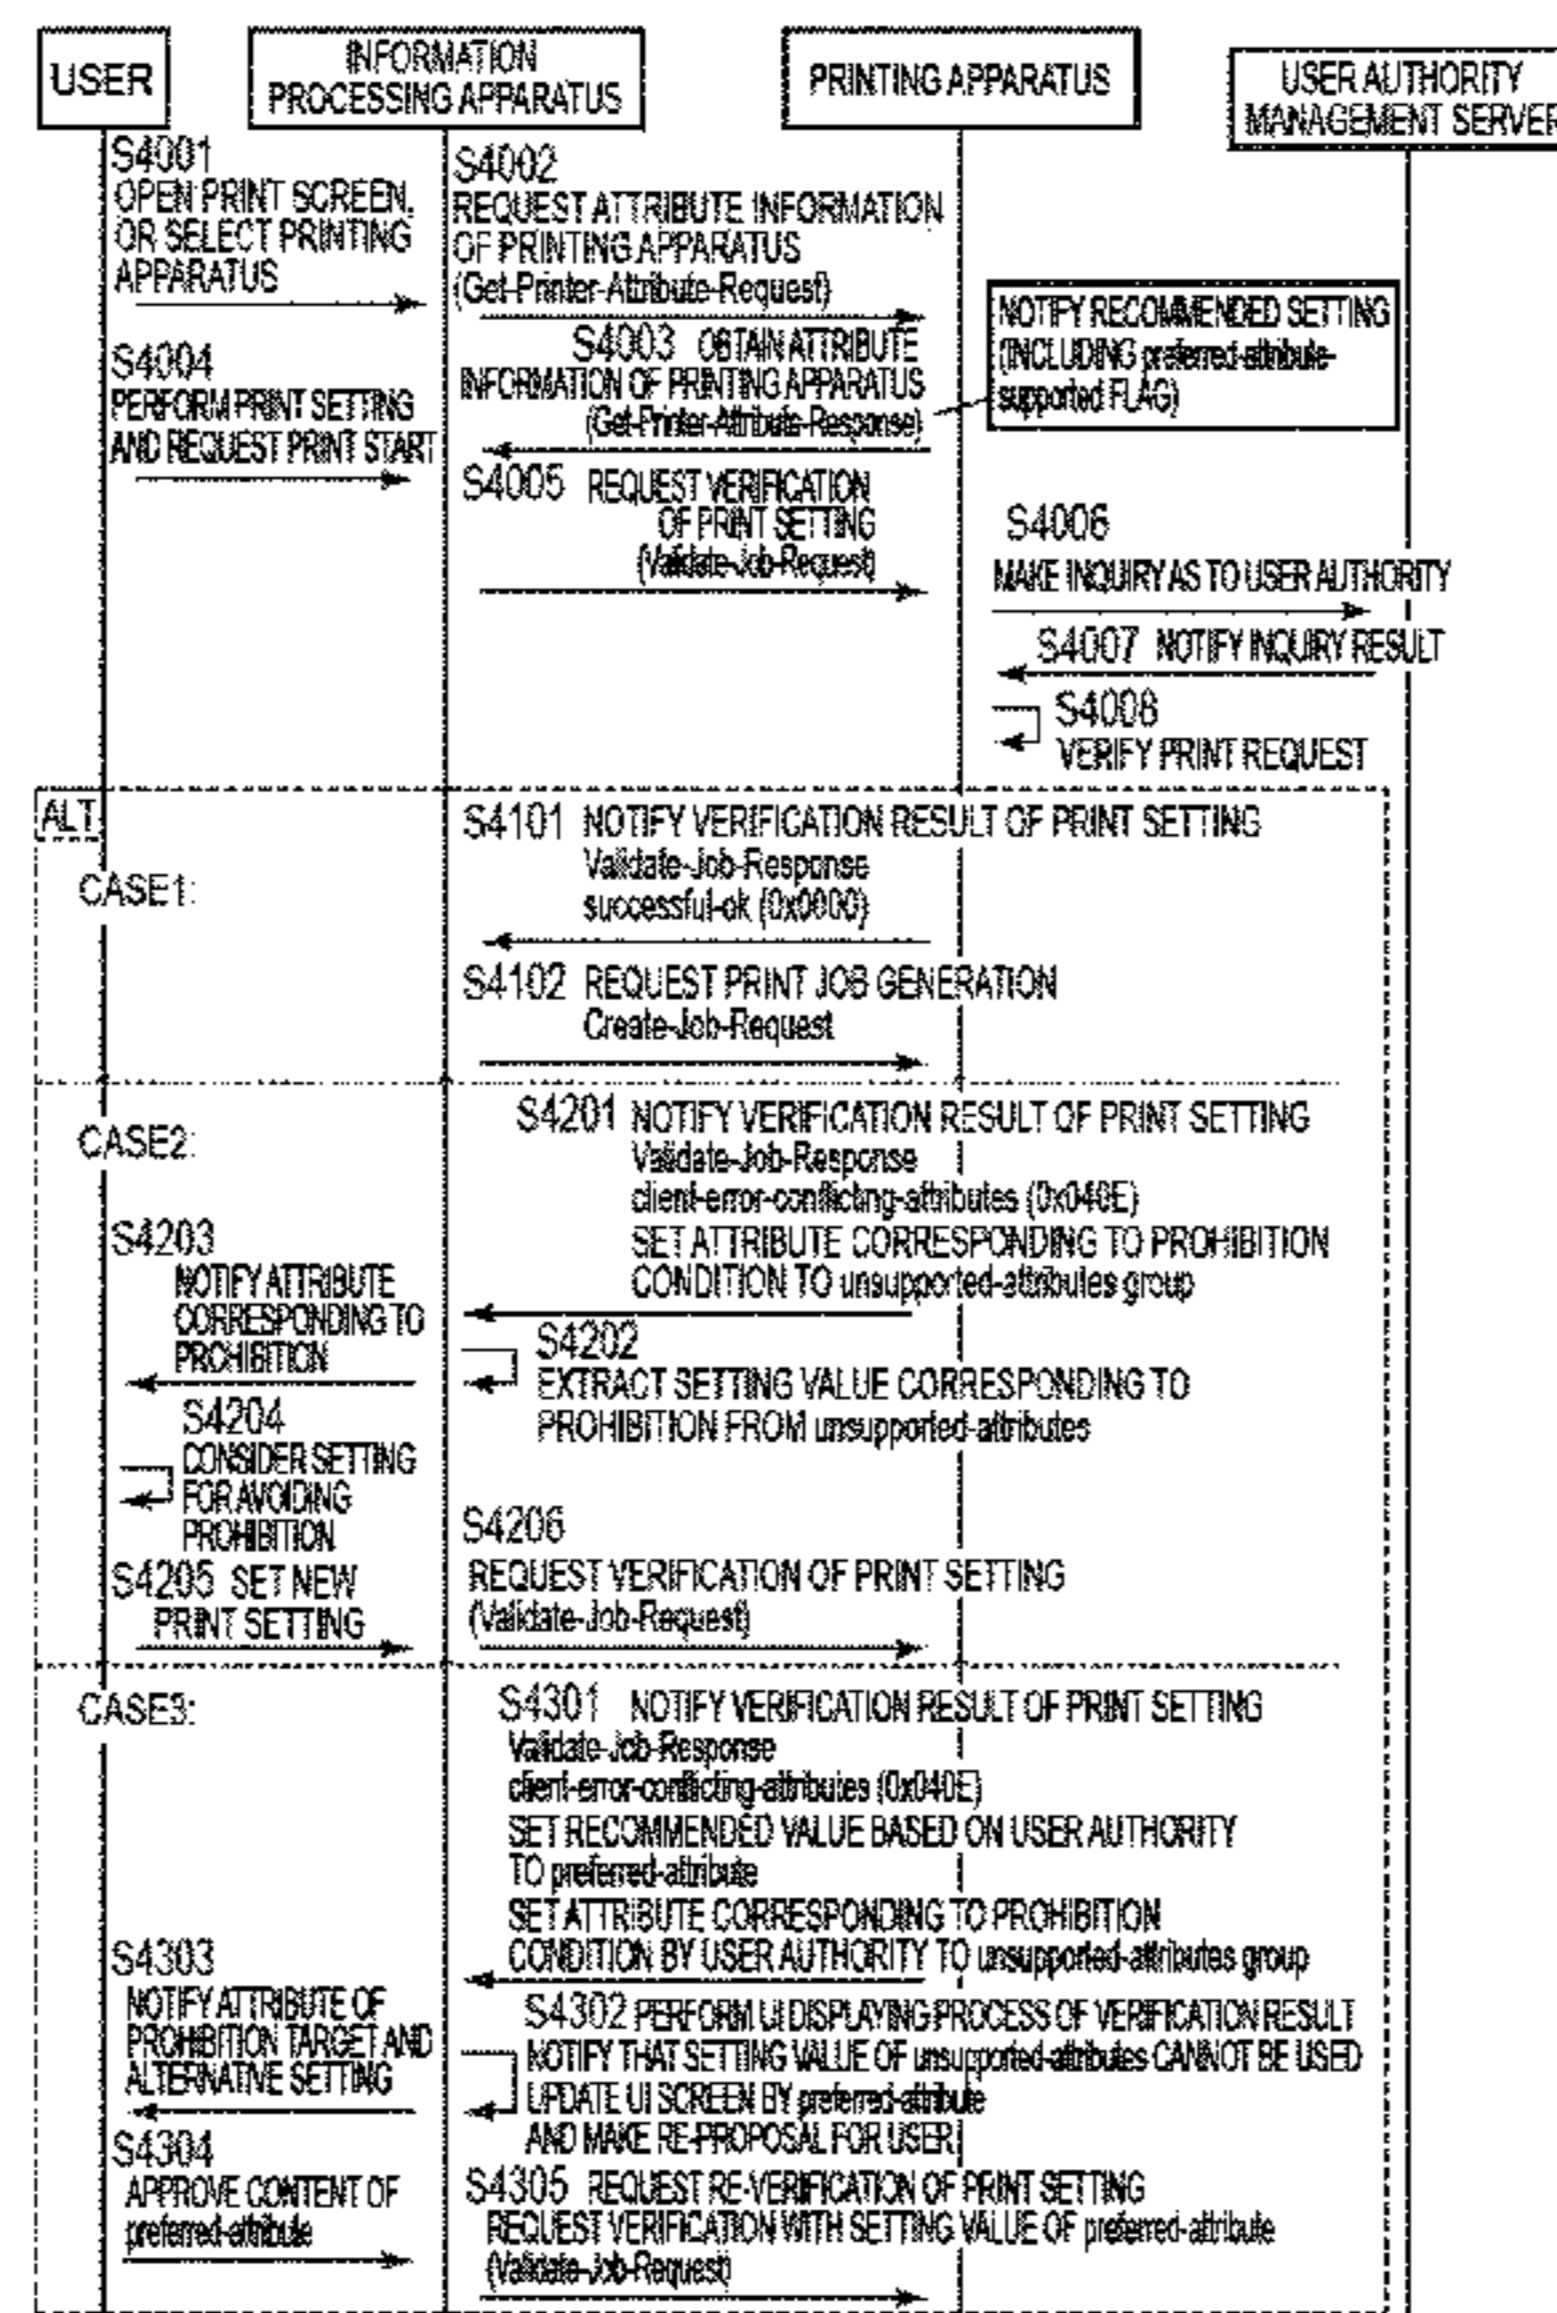 USER
INFORMATION
PROCESSING APPARATUS
PRINTING APPARATUS
USER AUTHORITY
MANAGEMENT SERVER
S4001
OPEN PRINT SCREEN,
OR SELECT PRINTING
APPARATUS
S4002
REQUEST ATTRIBUTE INFORMATION
OF PRINTING APPARATUS
(Get-Printer-Attribute-Request)
S4003 OBTAIN ATTRIBUTE
INFORMATION OF PRINTING APPARATUS
(Get-Printer-Attribute-Response)
NOTIFY RECOMMENDED SETTING
(INCLUDING preferred-attribute-
supported FLAG)
S4004
PERFORM PRINT SETTING
AND REQUEST PRINT START
S4005 REQUEST VERIFICATION
OF PRINT SETTING
(Validate-Job-Request)
S4006
MAKE INQUIRY AS TO USER AUTHORITY
S4007 NOTIFY INQUIRY RESULT
S4008
VERIFY PRINT REQUEST
ALT
CASE1:
S4101 NOTIFY VERIFICATION RESULT OF PRINT SETTING
Validate-Job-Response
successful-ok (0x0000)
S4102 REQUEST PRINT JOB GENERATION
Create-Job-Request
CASE2:
S4201 NOTIFY VERIFICATION RESULT OF PRINT SETTING
Validate-Job-Response
client-error-conflicting-attributes (0x040E)
SET ATTRIBUTE CORRESPONDING TO PROHIBITION
CONDITION TO unsupported-attributes group
S4202
EXTRACT SETTING VALUE CORRESPONDING TO
PROHIBITION FROM unsupported-attributes
S4203
NOTIFY ATTRIBUTE
CORRESPONDING TO
PROHIBITION
S4204
CONSIDER SETTING
FOR AVOIDING
PROHIBITION
S4205 SET NEW
PRINT SETTING
S4206
REQUEST VERIFICATION OF PRINT SETTING
(Validate-Job-Request)
CASE3:
S4301 NOTIFY VERIFICATION RESULT OF PRINT SETTING
Validate-Job-Response
client-error-conflicting-attributes (0x040E)
SET RECOMMENDED VALUE BASED ON USER AUTHORITY
TO preferred-attribute
SET ATTRIBUTE CORRESPONDING TO PROHIBITION
CONDITION BY USER AUTHORITY TO unsupported-attributes group
S4302 PERFORM UI DISPLAYING PROCESS OF VERIFICATION RESULT
NOTIFY THAT SETTING VALUE OF unsupported-attributes CANNOT BE USED
UPDATE UI SCREEN BY preferred-attribute
AND MAKE RE-PROPOSAL FOR USER
S4303
NOTIFY ATTRIBUTE OF
PROHIBITION TARGET AND
ALTERNATIVE SETTING
S4304
APPROVE CONTENT OF
preferred-attribute
S4305 REQUEST RE-VERIFICATION OF PRINT SETTING
REQUEST VERIFICATION WITH SETTING VALUE OF preferred-attribute
(Validate-Job-Request)